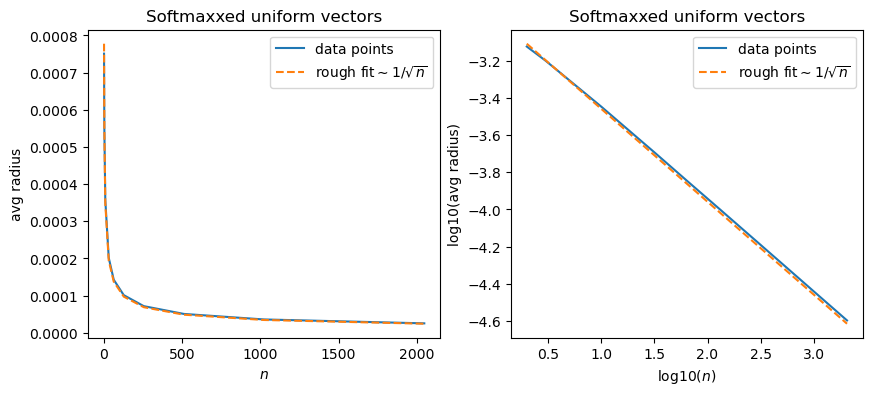 Softmaxxed uniform vectors
0.0008
0.0007
0.0006
0.0005
0.0004
0.0003
0.0002
0.0001
0.0000
avg radius
data points
rough fit ~ 1/√n
0 500 1000 1500 2000
n
Softmaxxed uniform vectors
−3.2
−3.4
−3.6
−3.8
−4.0
−4.2
−4.4
−4.6
log10(avg radius)
data points
rough fit ~ 1/√n
0.5 1.0 1.5 2.0 2.5 3.0
log10(n)